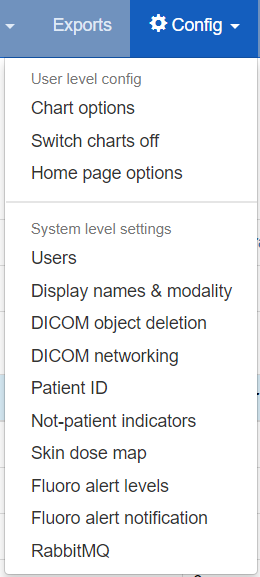 Exports
Config
User level config
Chart options
Switch charts off
Home page options
System level settings
Users
Display names & modality
DICOM object deletion
DICOM networking
Patient ID
Not-patient indicators
Skin dose map
Fluoro alert levels
Fluoro alert notification
RabbitMQ